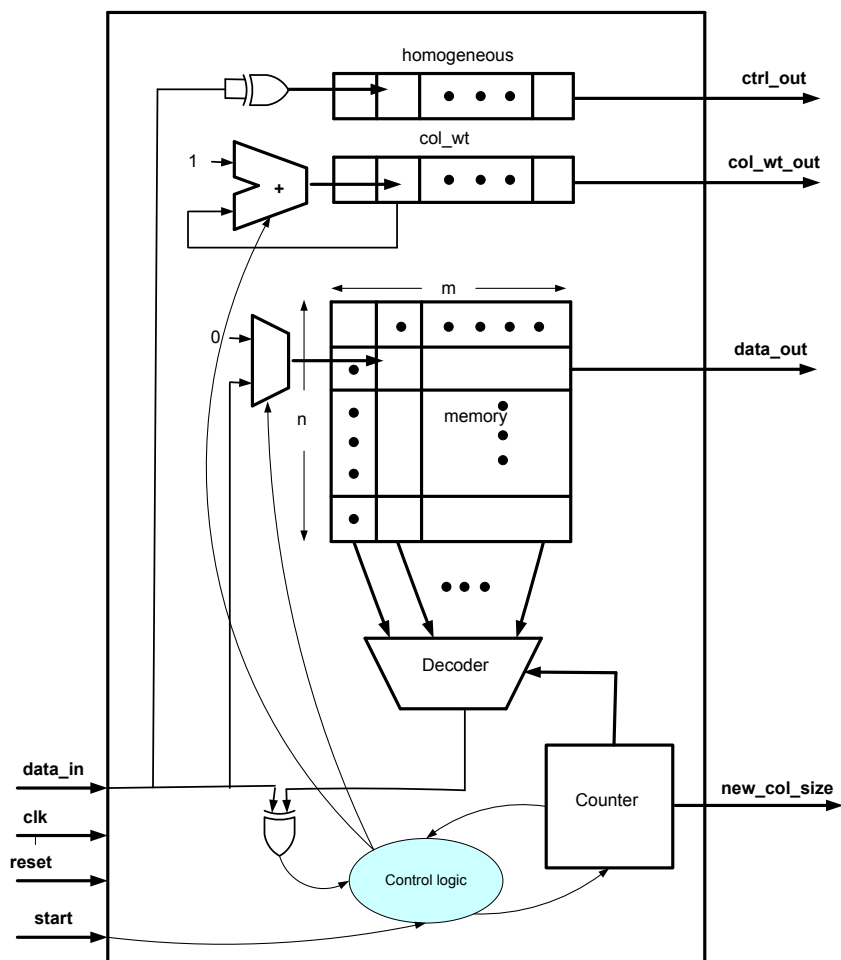 homogeneous
ctrl_out
col_wt
1
+
col_wt_out
m
0
data_out
n
memory
Decoder
data_in
Counter
new_col_size
clk
reset
Control logic
start